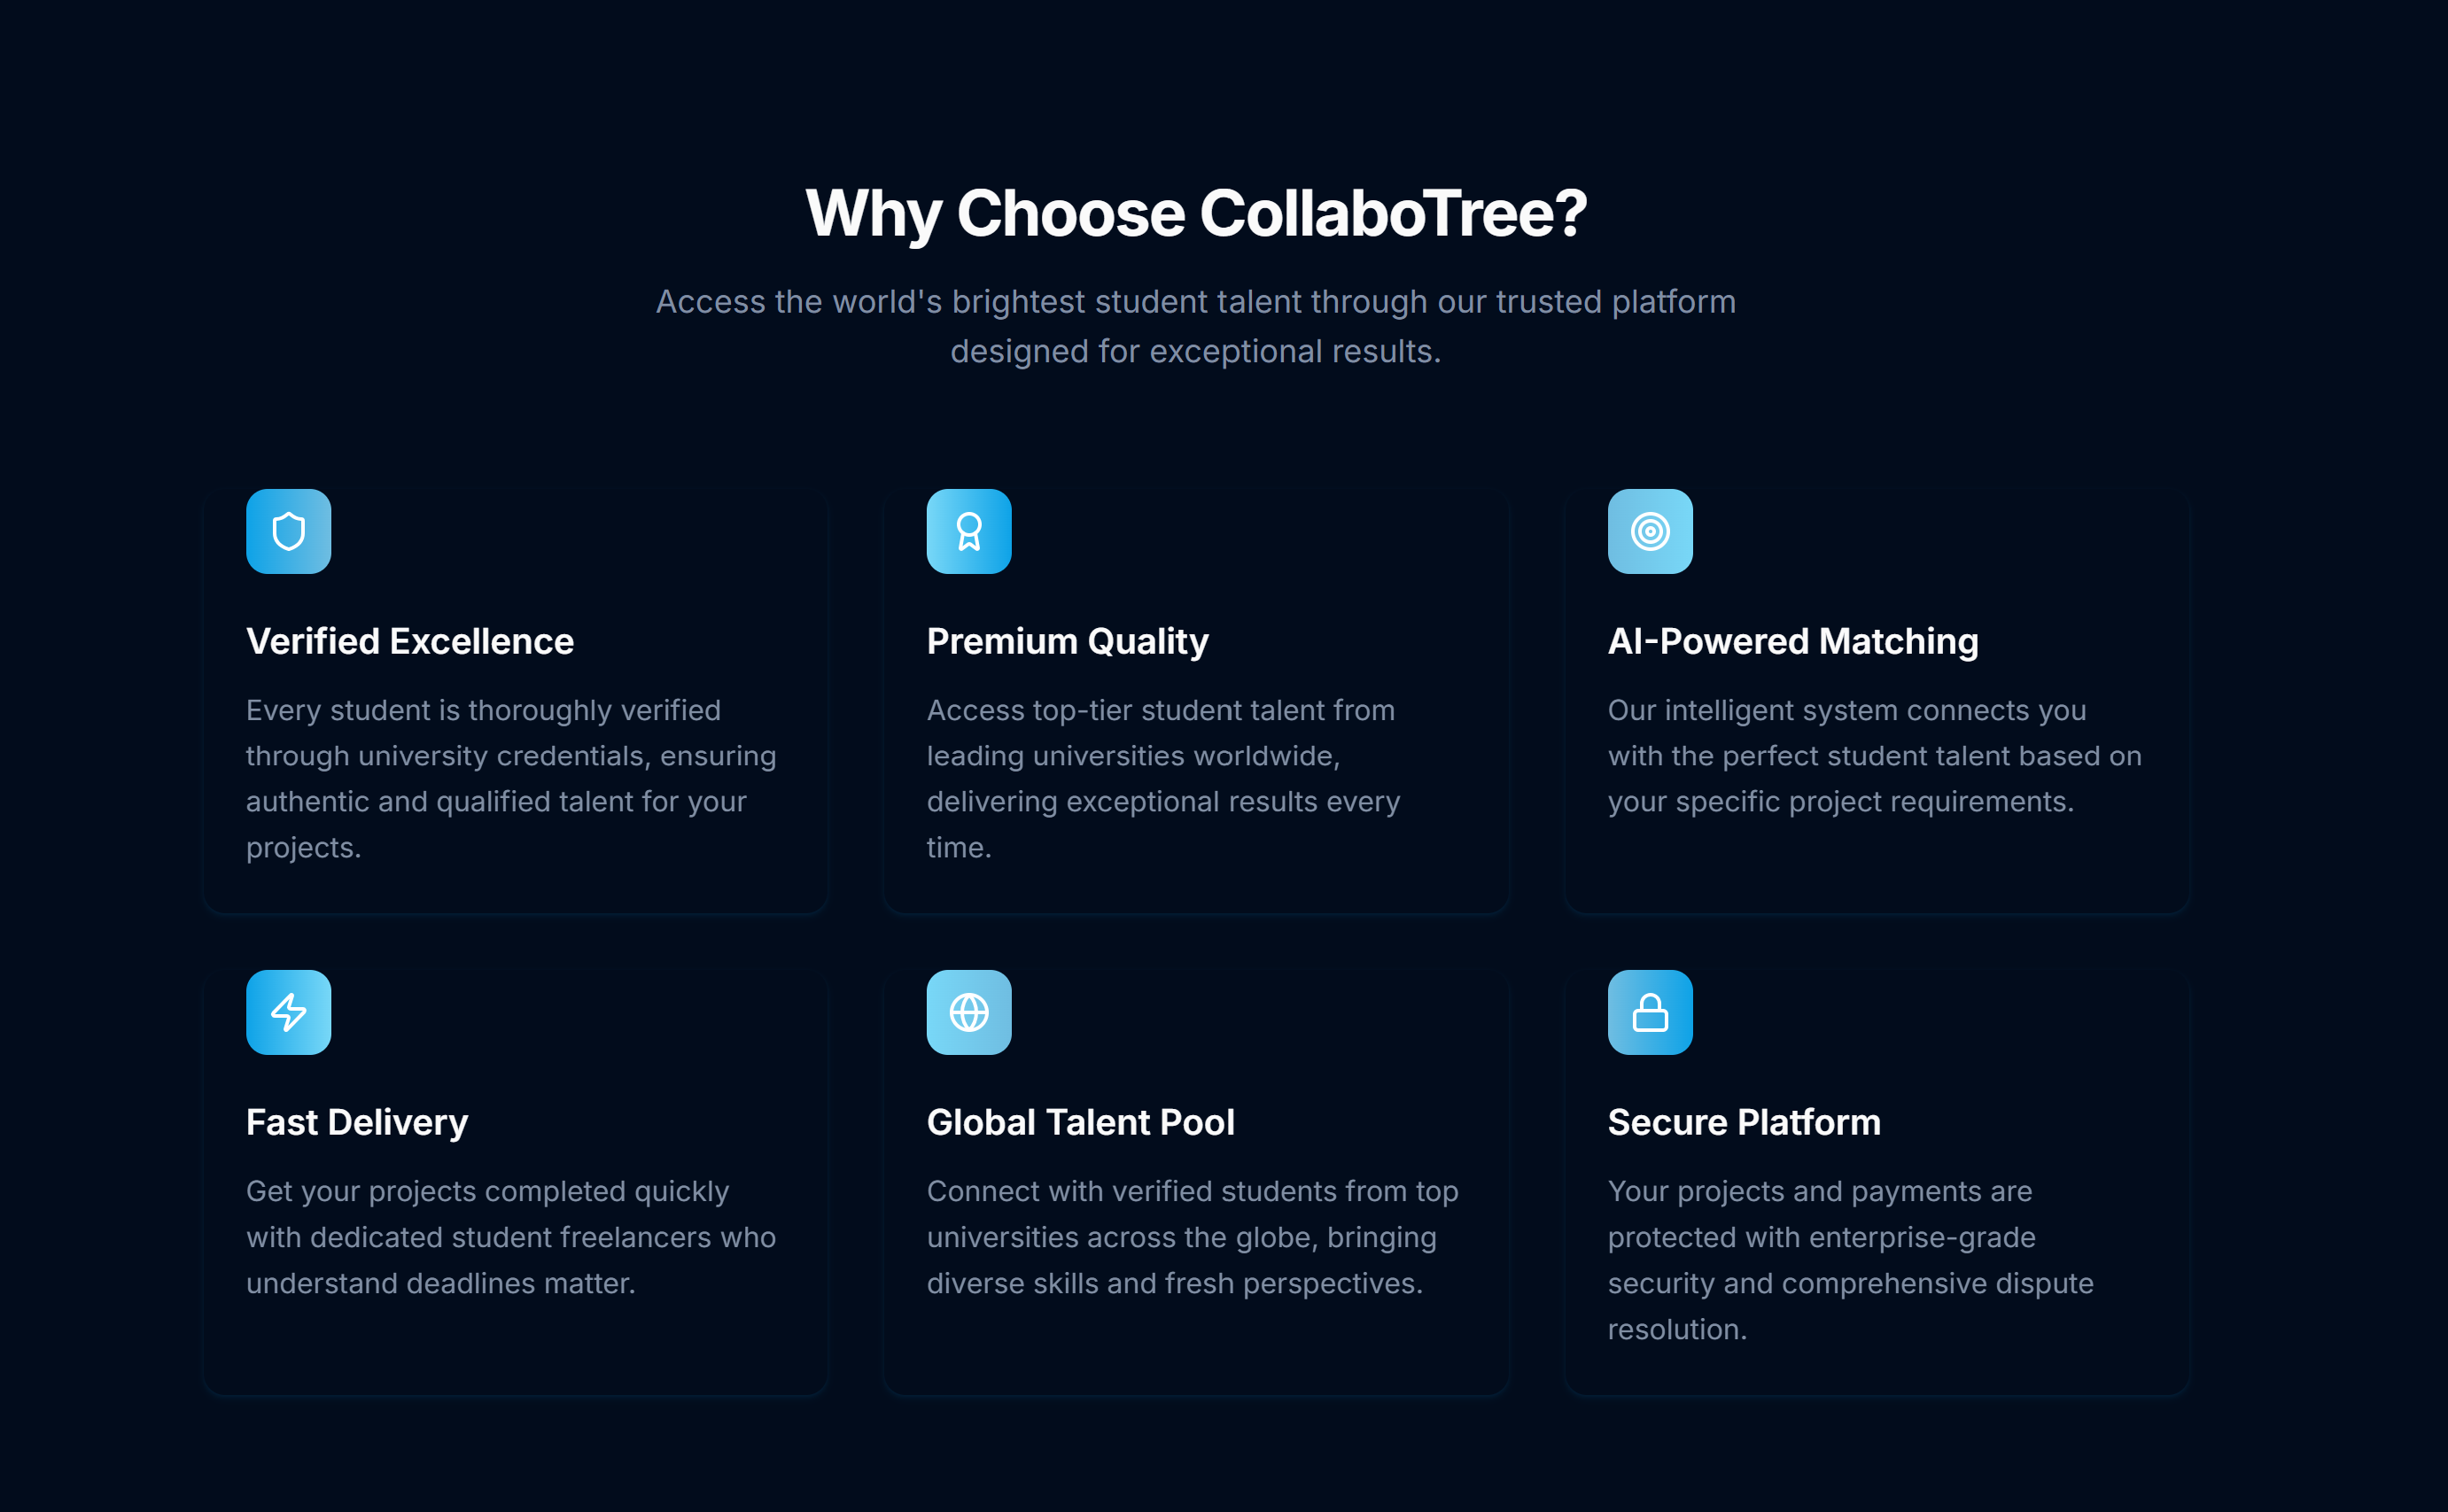 Why Choose CollaboTree?
Access the world's brightest student talent through our trusted platform
designed for exceptional results.
Verified Excellence
Every student is thoroughly verified
through university credentials, ensuring
authentic and qualified talent for your
projects.
Premium Quality
Access top-tier student talent from
leading universities worldwide,
delivering exceptional results every
time.
AI-Powered Matching
Our intelligent system connects you
with the perfect student talent based on
your specific project requirements.
Fast Delivery
Get your projects completed quickly
with dedicated student freelancers who
understand deadlines matter.
Global Talent Pool
Connect with verified students from top
universities across the globe, bringing
diverse skills and fresh perspectives.
Secure Platform
Your projects and payments are
protected with enterprise-grade
security and comprehensive dispute
resolution.